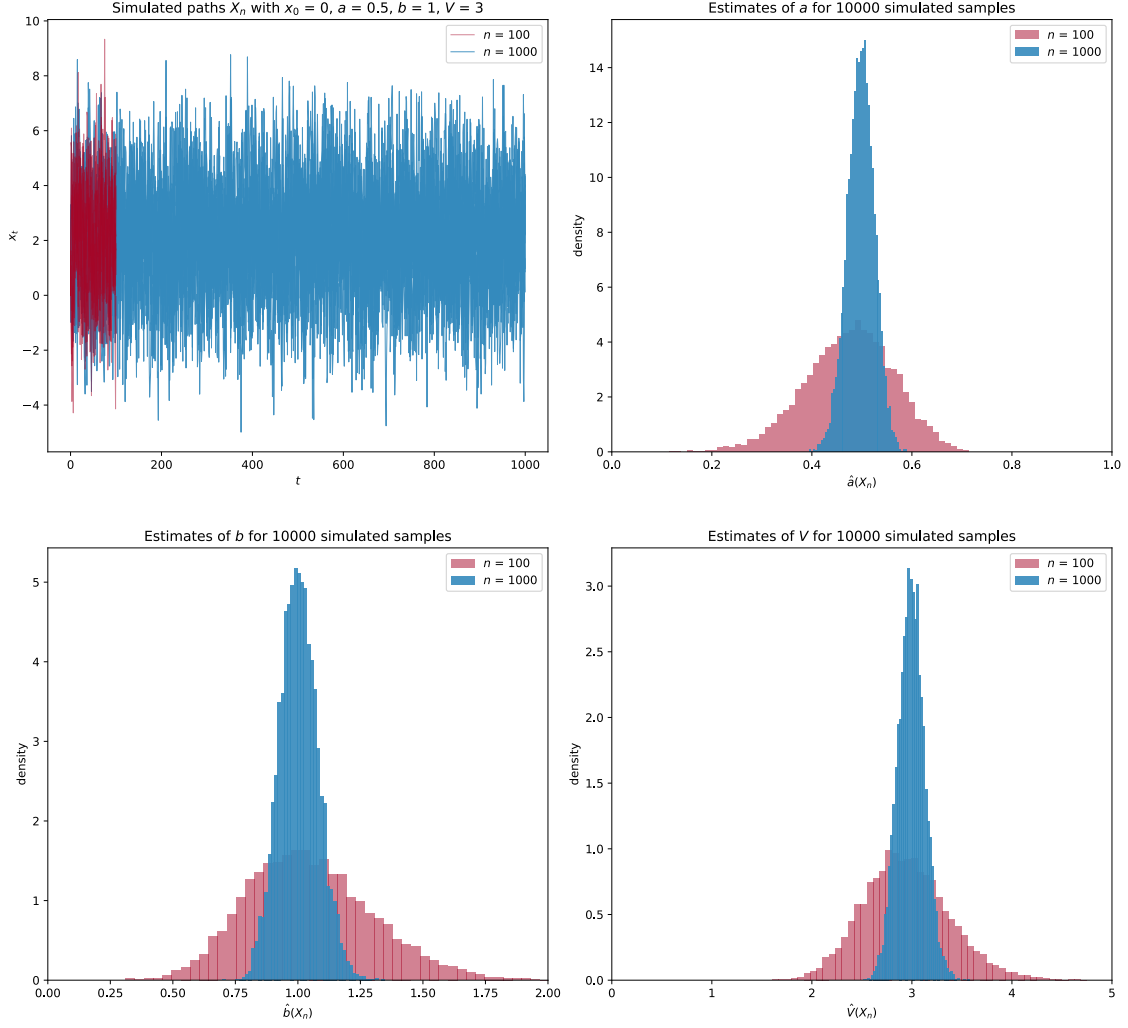 Simulated paths Xₙ with x₀ = 0, a = 0.5, b = 1, V = 3
n = 100
n = 1000
10
8
6
4
2
0
−2
−4
xₜ
0 200 400 600 800 1000
t
Estimates of a for 10000 simulated samples
n = 100
n = 1000
14
12
10
8
6
4
2
0
density
0.0 0.2 0.4 0.6 0.8 1.0
â(Xₙ)
Estimates of b for 10000 simulated samples
n = 100
n = 1000
5
4
3
2
1
0
density
0.00 0.25 0.50 0.75 1.00 1.25 1.50 1.75 2.00
b̂(Xₙ)
Estimates of V for 10000 simulated samples
n = 100
n = 1000
3.0
2.5
2.0
1.5
1.0
0.5
0.0
density
0 1 2 3 4 5
V̂(Xₙ)